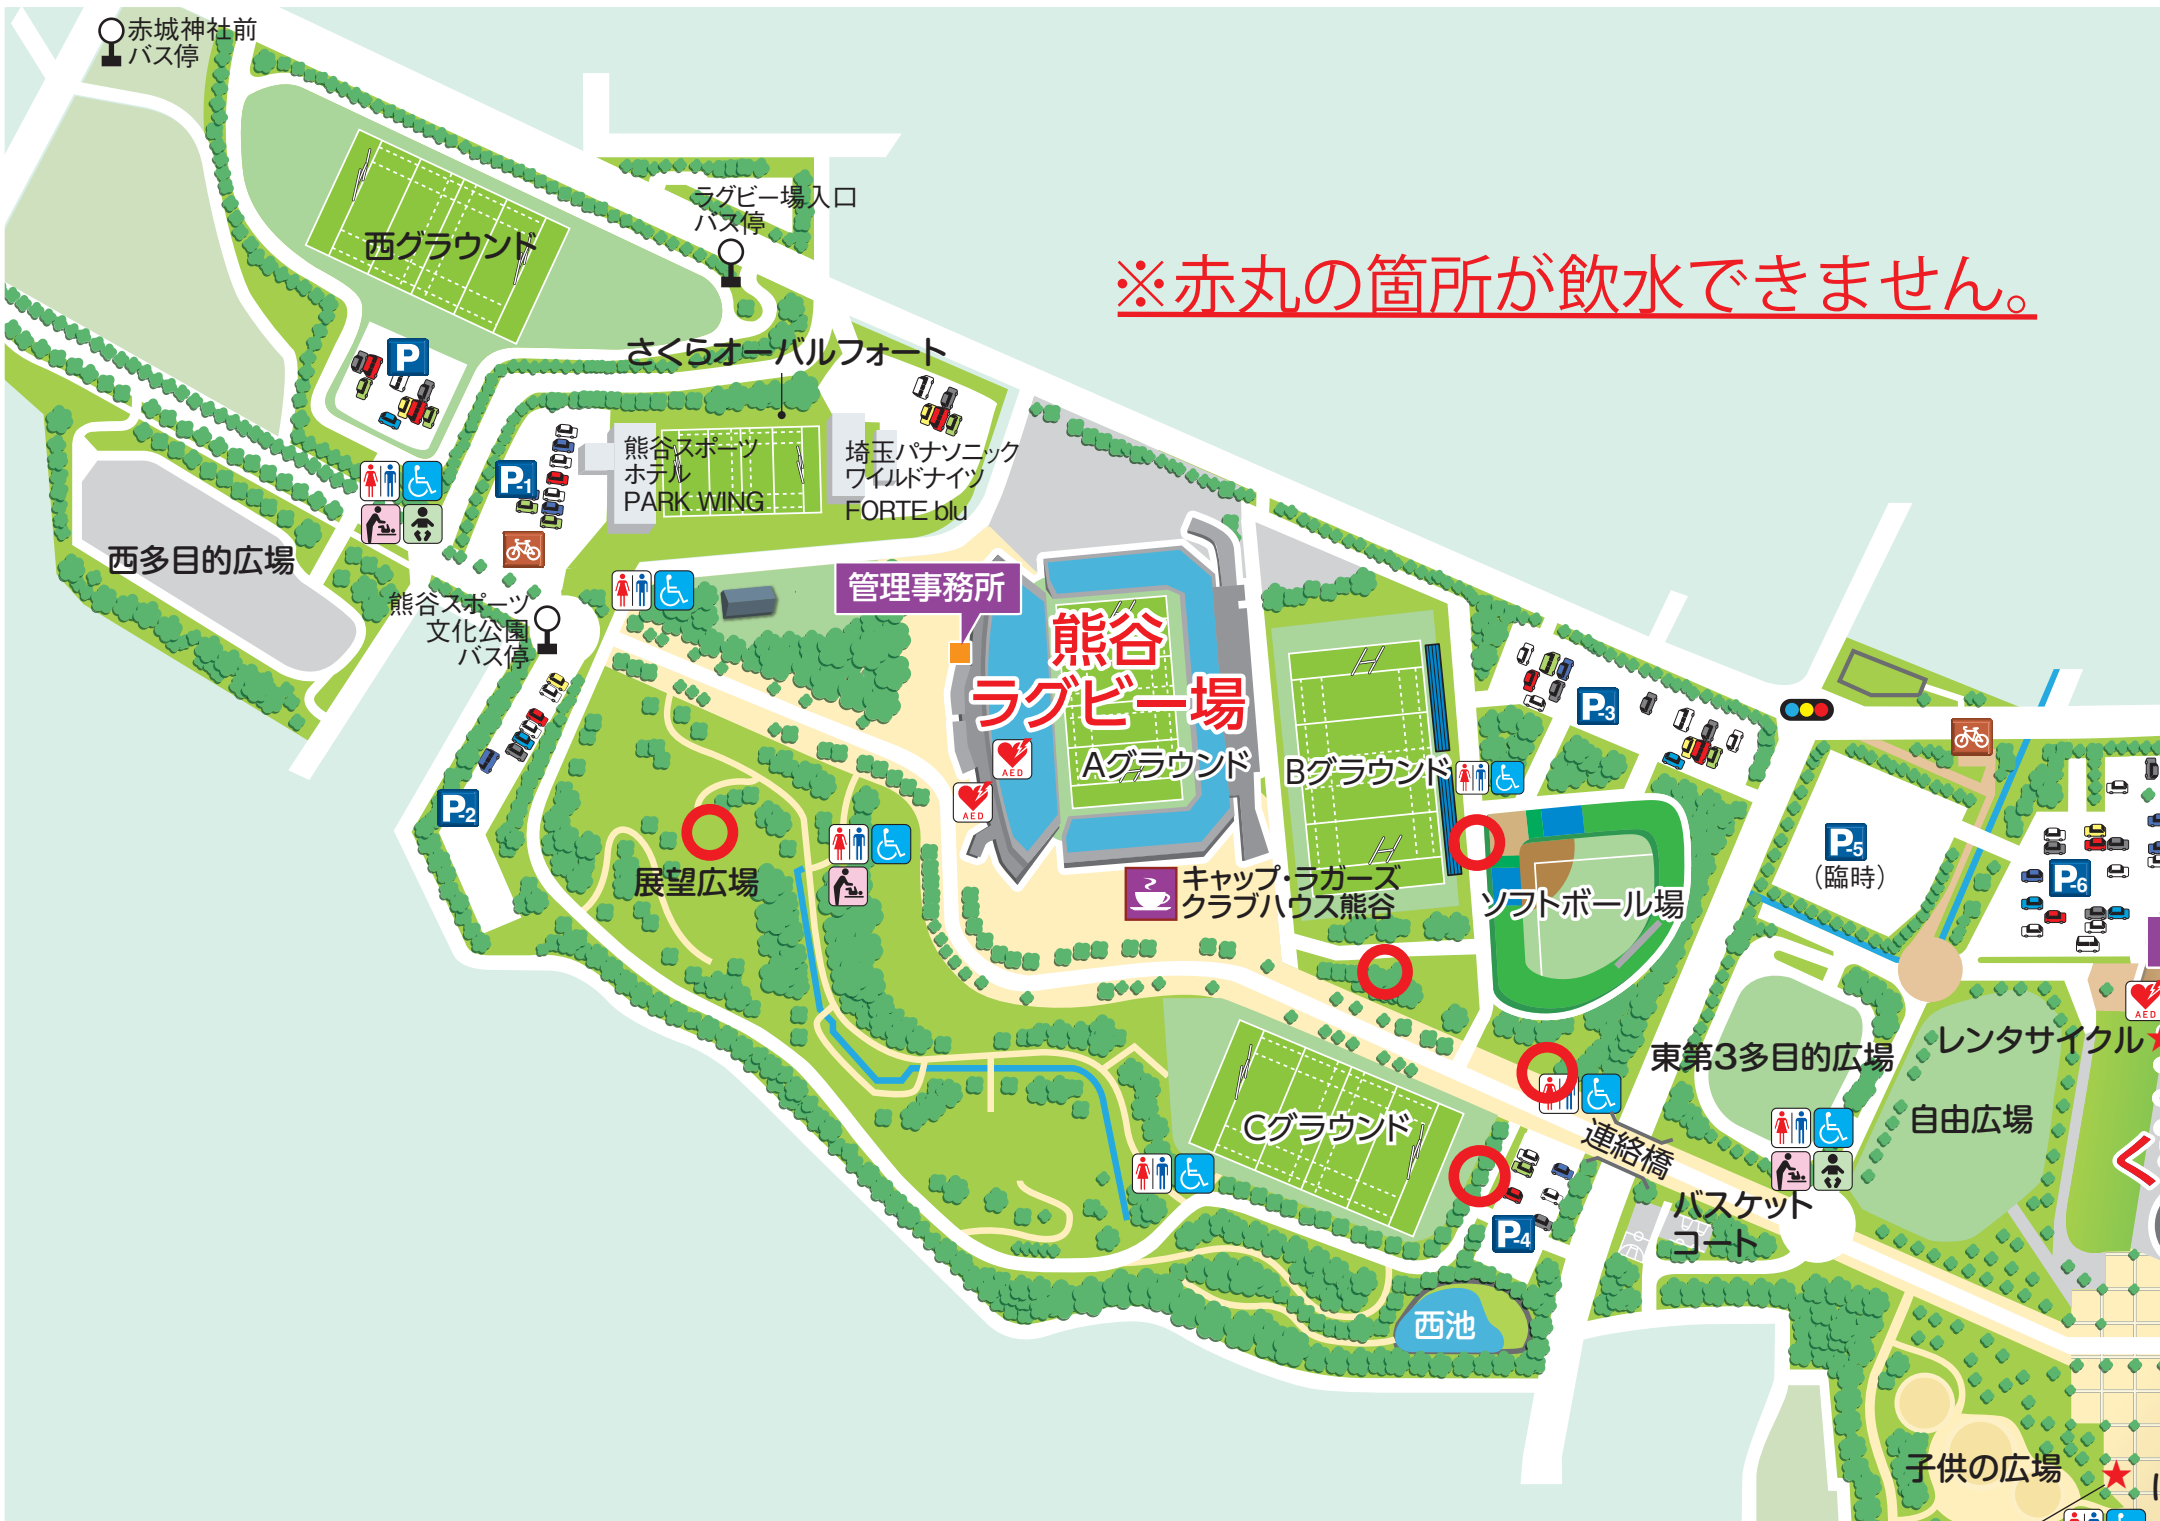 赤城神社前
バス停
ラグビー場入口
バス停
※赤丸の箇所が飲水できません。
西グラウンド
P
さくらオーバルフォート
熊谷スポーツ
ホテル
PARK WING
埼玉パナソニック
ワイルドナイツ
FORTE blu
P-1
西多目的広場
熊谷スポーツ
文化公園
バス停
管理事務所
熊谷
ラグビー場
Aグラウンド
AED
AED
Bグラウンド
P-3
P-2
展望広場
キャップ・ラガーズ
クラブハウス熊谷
ソフトボール場
P-5
(臨時)
P-6
AED
レンタサイクル
東第3多目的広場
自由広場
Cグラウンド
連絡橋
く
バスケット
コート
P-4
西池
子供の広場